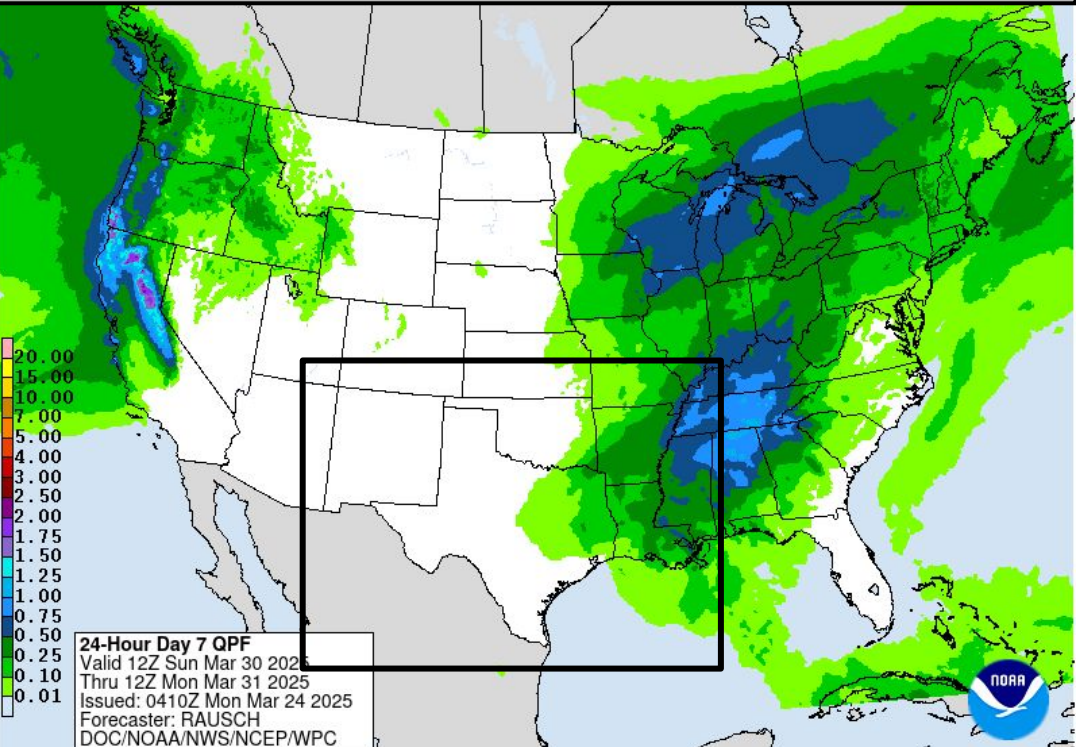 20.00
15.00
10.00
7.00
5.00
4.00
3.00
2.50
2.00
1.75
1.50
1.25
1.00
0.75
0.50
0.25
0.10
0.01
24-Hour Day 7 QPF
Valid 12Z Sun Mar 30 2025
Thru 12Z Mon Mar 31 2025
Issued: 0410Z Mon Mar 24 2025
Forecaster: RAUSCH
DOC/NOAA/NWS/NCEP/WPC
NOAA